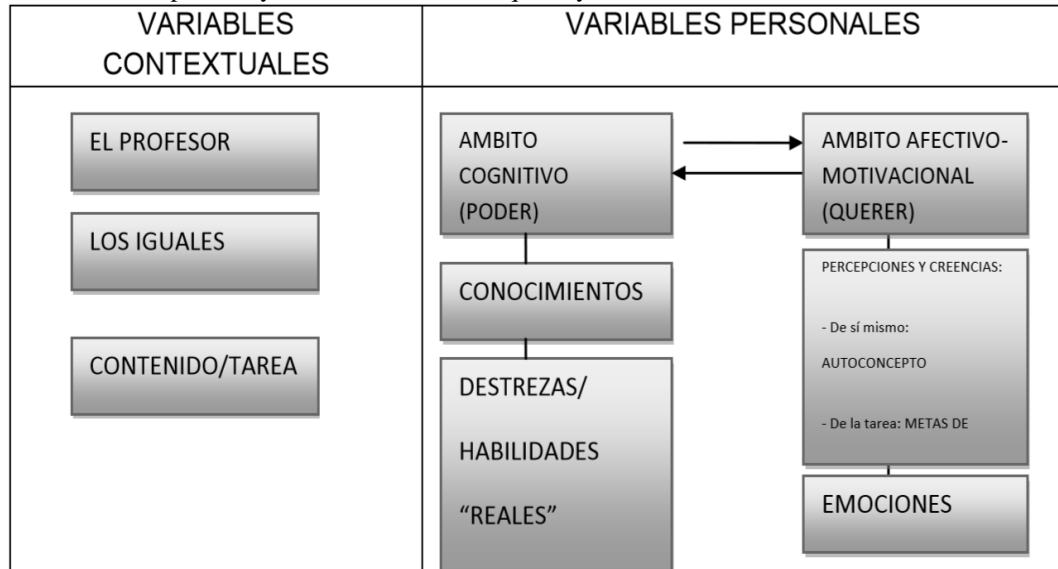 VARIABLES
CONTEXTUALES
VARIABLES PERSONALES
EL PROFESOR
LOS IGUALES
CONTENIDO/TAREA
AMBITO
COGNITIVO
(PODER)
CONOCIMIENTOS
DESTREZAS/
HABILIDADES
“REALES”
AMBITO AFECTIVO-
MOTIVACIONAL
(QUERER)
PERCEPCIONES Y CREENCIAS:
- De sí mismo:
AUTOCONCEPTO
- De la tarea: METAS DE
EMOCIONES